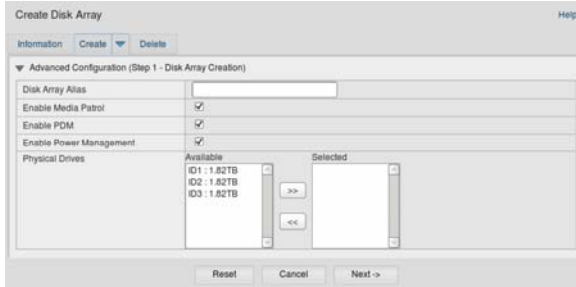 Create Disk Array
Help
Information Create Delete
Advanced Configuration (Step 1 - Disk Array Creation)
Disk Array Alias
Enable Media Patrol
Enable PDM
Enable Power Management
Physical Drives Available Selected
ID1 : 1.82TB
ID2 : 1.82TB
ID3 : 1.82TB
>>
<<
Reset Cancel Next ->